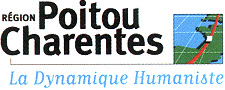 RÉGION Poitou
Charentes
La Dynamique Humaniste